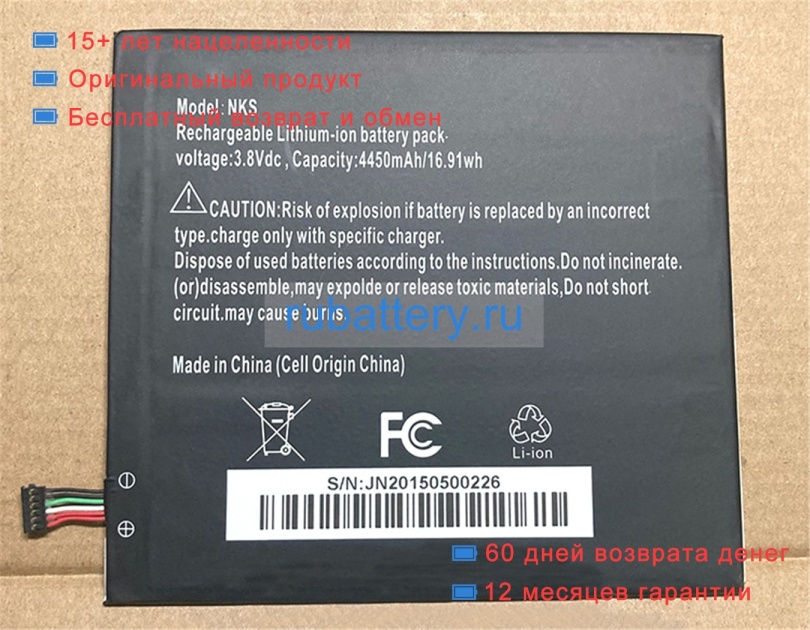 15+ лет нацеленности
Оригинальный продукт
Model: NKS
Бесплатный возврат и обмен
Rechargeable Lithium-ion battery pack.
voltage:3.8Vdc , Capacity:4450mAh/16.91wh
CAUTION:Risk of explosion if battery is replaced by an incorrect
type.charge only with specific charger.
Dispose of used batteries according to the instructions.Do not incinerate.
(or)disassemble,may expolde or release toxic materials,Do not short
circuit.may cause burns.
rubattery.ru
Made in China (Cell Origin China)
FC
Li-ion
S/N:JN20150500226
60 дней возврата денег
12 месяцев гарантии